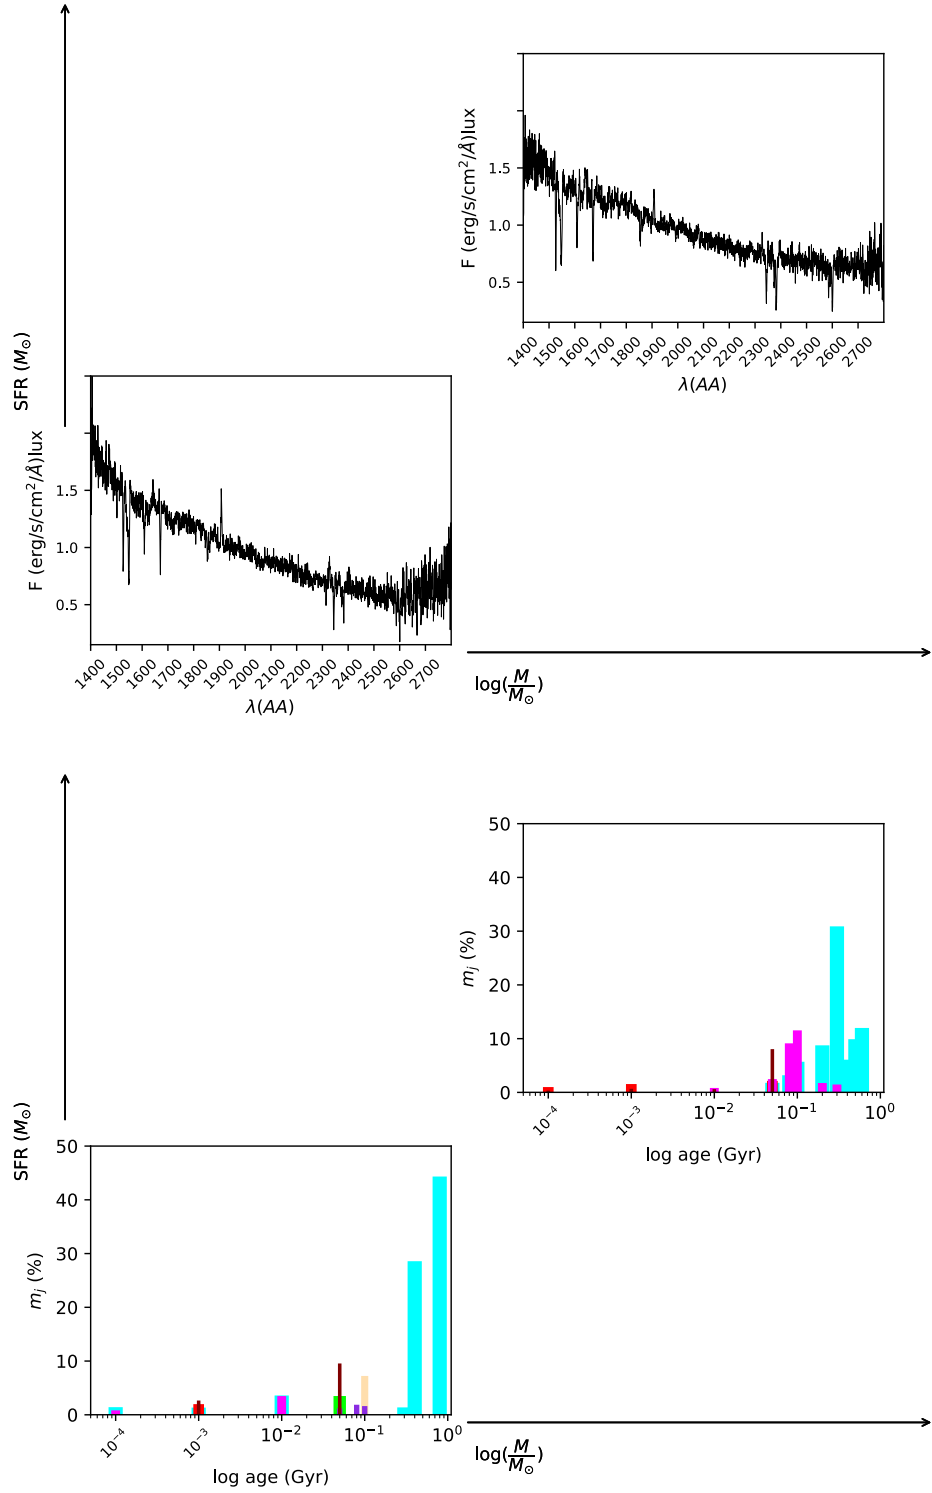 F (erg/s/cm²/Å)lux
1.5
1.0
0.5
1400 1500 1600 1700 1800 1900 2000 2100 2200 2300 2400 2500 2600 2700
λ(AA)
SFR (M⊙)
F (erg/s/cm²/Å)lux
1.5
1.0
0.5
1400 1500 1600 1700 1800 1900 2000 2100 2200 2300 2400 2500 2600 2700
λ(AA)
log(M/M⊙)
50
40
30
20
10
0
m_j (%)
10⁻⁴ 10⁻³ 10⁻² 10⁻¹ 10⁰
log age (Gyr)
SFR (M⊙)
50
40
30
20
10
0
m_j (%)
10⁻⁴ 10⁻³ 10⁻² 10⁻¹ 10⁰
log age (Gyr)
log(M/M⊙)